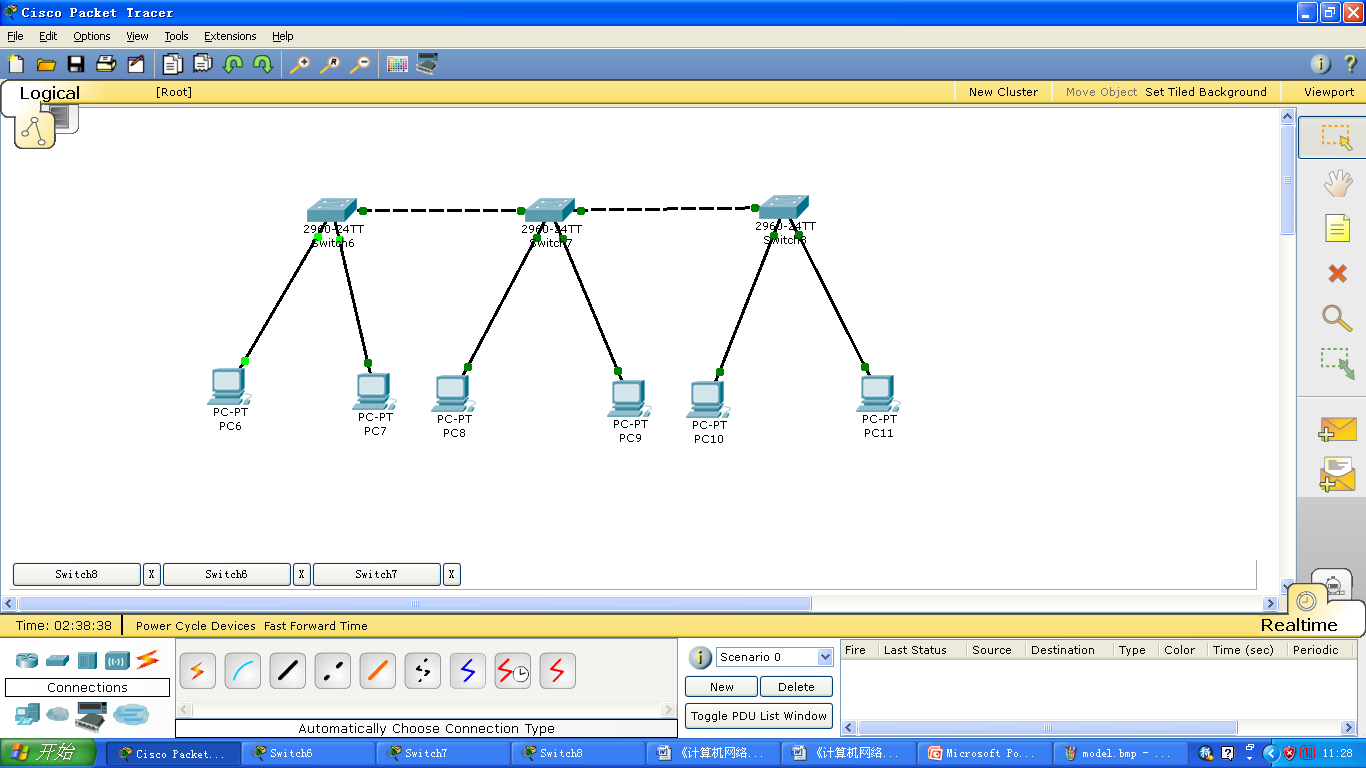 Cisco Packet Tracer
File Edit Options View Tools Extensions Help
Logical [Root] New Cluster Move Object Set Tiled Background Viewport
2960-24TT
Switch6
2960-24TT
Switch7
2960-24TT
Switch8
PC-PT
PC6
PC-PT
PC7
PC-PT
PC8
PC-PT
PC9
PC-PT
PC10
PC-PT
PC11
Switch8 X Switch6 X Switch7 X
Time: 02:38:38 Power Cycle Devices Fast Forward Time Realtime
Connections
Automatically Choose Connection Type
Scenario 0
New Delete
Toggle PDU List Window
Fire Last Status Source Destination Type Color Time (sec) Periodic
开始 Cisco Packet... Switch6 Switch7 Switch8 《计算机网络... 《计算机网络... Microsoft Po... model.bmp - ... 11:28